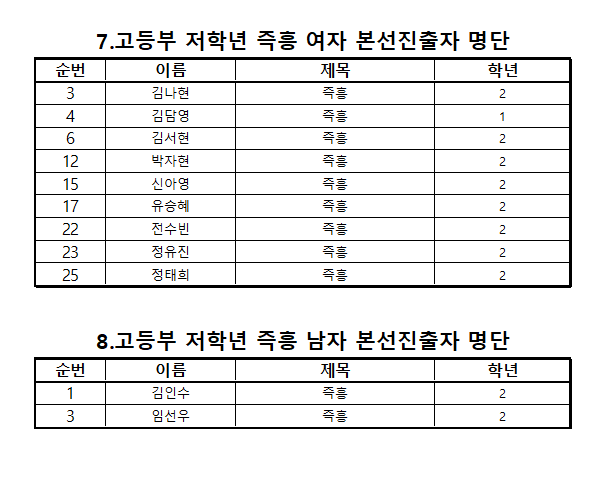 7.고등부 저학년 즉흥 여자 본선진출자 명단
순번 이름 제목 학년
3 김나현 즉흥 2
4 김담영 즉흥 1
6 김서현 즉흥 2
12 박자현 즉흥 2
15 신아영 즉흥 2
17 유승혜 즉흥 2
22 전수빈 즉흥 2
23 정유진 즉흥 2
25 정태희 즉흥 2
8.고등부 저학년 즉흥 남자 본선진출자 명단
순번 이름 제목 학년
1 김인수 즉흥 2
3 임선우 즉흥 2